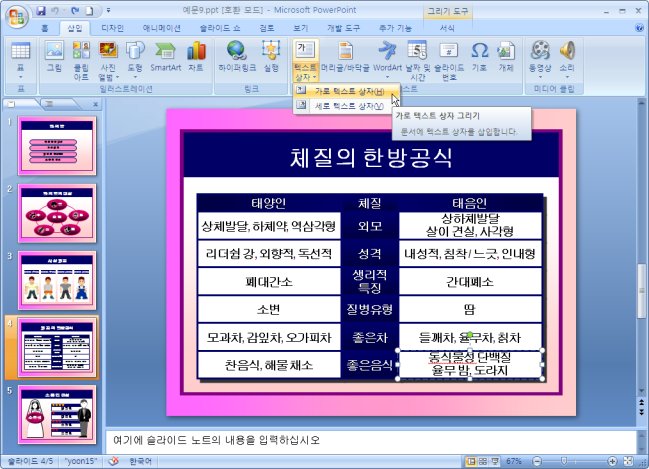 예문9.ppt [호환 모드] - Microsoft PowerPoint
그리기 도구
홈 삽입 디자인 애니메이션 슬라이드 쇼 검토 보기 개발 도구 추가 기능 서식
표 그림 클립 아트 사진 앨범 도형 SmartArt 차트 하이퍼링크 실행 텍스트 상자 머리글/바닥글 WordArt 날짜 및 시간 슬라이드 번호 기호 개체 동영상 소리
표 일러스트레이션 링크 텍스트 미디어 클립
가로 텍스트 상자(H)
세로 텍스트 상자(V)
가로 텍스트 상자 그리기
문서에 텍스트 상자를 삽입합니다.
1
2
3
4
5
체질의 한방공식
태양인 체질 태음인
상체발달, 하체약, 역삼각형 외모 상하체발달
살이 견실, 사각형
리더쉽 강, 외향적, 독선적 성격 내성적, 침착/느긋, 인내형
폐대간소 생리적 특징 간대폐소
소변 질병유형 땀
모과차, 감잎차, 오가피차 좋은차 들깨차, 율무차, 칡차
찬음식, 해물 채소 좋은음식 동식물성 단백질
율무 밤, 도라지
여기에 슬라이드 노트의 내용을 입력하십시오
슬라이드 4/5 "yoon15" 한국어 67%